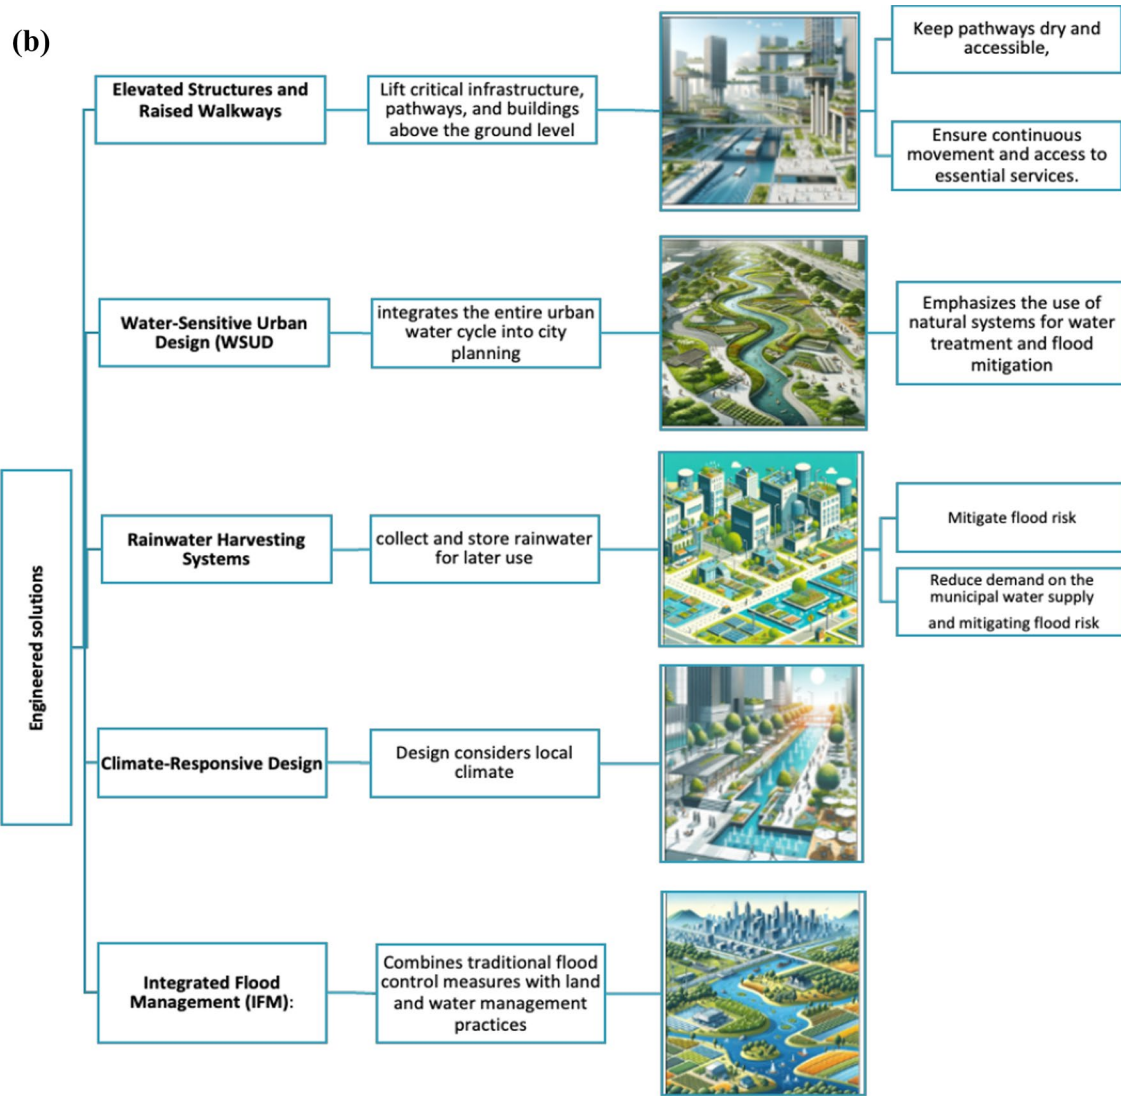 (b)
Engineered solutions
Elevated Structures and
Raised Walkways
Lift critical infrastructure,
pathways, and buildings
above the ground level
Keep pathways dry and
accessible,
Ensure continuous
movement and access to
essential services.
Water-Sensitive Urban
Design (WSUD
integrates the entire urban
water cycle into city
planning
Emphasizes the use of
natural systems for water
treatment and flood
mitigation
Rainwater Harvesting
Systems
collect and store rainwater
for later use
Mitigate flood risk
Reduce demand on the
municipal water supply
and mitigating flood risk
Climate-Responsive Design
Design considers local
climate
Integrated Flood
Management (IFM):
Combines traditional flood
control measures with land
and water management
practices